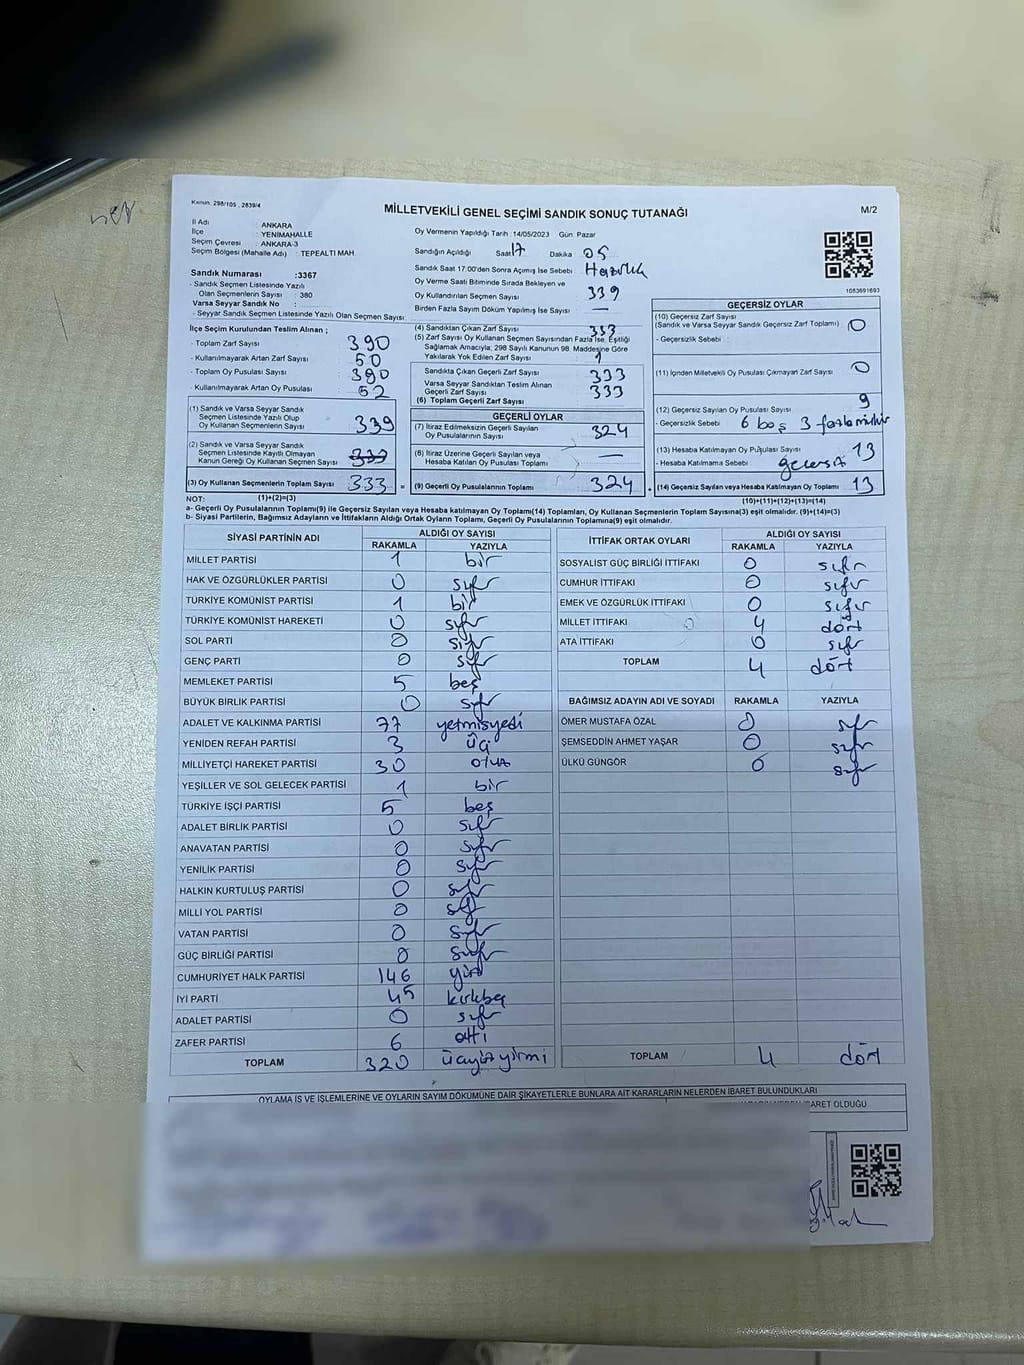 Kanun: 298/105 , 2839/4
MİLLETVEKİLİ GENEL SEÇİMİ SANDIK SONUÇ TUTANAĞI
M/2
İl Adı : ANKARA
İlçe : YENİMAHALLE
Seçim Çevresi : ANKARA-3
Seçim Bölgesi (Mahalle Adı) : TEPEALTI MAH
Sandık Numarası :3367
- Sandık Seçmen Listesinde Yazılı
Olan Seçmenlerin Sayısı : 380
Varsa Seyyar Sandık No :
- Seyyar Sandık Seçmen Listesinde Yazılı Olan Seçmen Sayısı:
Oy Vermenin Yapıldığı Tarih :14/05/2023 Gün: Pazar
Sandığın Açıldığı Saat 17 Dakika 05
Sandık Saat 17.00'den Sonra Açımış İse Sebebi : Hazırlık
Oy Verme Saati Bitiminde Sırada Bekleyen ve
Oy Kullandırılan Seçmen Sayısı : 339
Birden Fazla Sayım Döküm Yapılmış İse Sayısı : —
1083691693
İlçe Seçim Kurulundan Teslim Alınan ;
- Toplam Zarf Sayısı : 390
- Kullanılmayarak Artan Zarf Sayısı : 50
- Toplam Oy Pusulası Sayısı : 390
- Kullanılmayarak Artan Oy Pusulası : 52
(1) Sandık ve Varsa Seyyar Sandık
Seçmen Listesinde Yazılı Olup
Oy Kullanan Seçmenlerin Sayısı : 339
(2) Sandık ve Varsa Seyyar Sandık
Seçmen Listesinde Kayıtlı Olmayan
Kanun Gereği Oy Kullanan Seçmen Sayısı :
(3) Oy Kullanan Seçmenlerin Toplam Sayısı : 333 =
(4) Sandıktan Çıkan Zarf Sayısı : 333
(5) Zarf Sayısı Oy Kullanan Seçmen Sayısından Fazla İse, Eşitliği
Sağlamak Amacıyla; 298 Sayılı Kanunun 98. Maddesine Göre
Yakılarak Yok Edilen Zarf Sayısı : 1
Sandıkta Çıkan Geçerli Zarf Sayısı : 333
Varsa Seyyar Sandıktan Teslim Alınan
Geçerli Zarf Sayısı : 333
(6) Toplam Geçerli Zarf Sayısı :
GEÇERLİ OYLAR
(7) İtiraz Edilmeksizin Geçerli Sayılan
Oy Pusulalarının Sayısı : 324
(8) İtiraz Üzerine Geçerli Sayılan veya
Hesaba Katılan Oy Pusulası Toplamı : —
(9) Geçerli Oy Pusulalarının Toplamı : 324 +
GEÇERSİZ OYLAR
(10) Geçersiz Zarf Sayısı
(Sandık ve Varsa Seyyar Sandık Geçersiz Zarf Toplamı) : 0
- Geçersizlik Sebebi :
(11) İçinden Milletvekili Oy Pusulası Çıkmayan Zarf Sayısı : 0
(12) Geçersiz Sayılan Oy Pusulası Sayısı : 9
- Geçersizlik Sebebi : 6 boş 3 fazla mühür
(13) Hesaba Katılmayan Oy Pusulası Sayısı : 13
- Hesaba Katılmama Sebebi : geçersiz
(14) Geçersiz Sayılan veya Hesaba Katılmayan Oy Toplamı : 13
NOT: (1)+(2)=(3)
(10)+(11)+(12)+(13)=(14)
a- Geçerli Oy Pusulalarının Toplamı(9) ile Geçersiz Sayılan veya Hesaba katılmayan Oy Toplamı(14) Toplamları, Oy Kullanan Seçmenlerin Toplam Sayısına(3) eşit olmalıdır. (9)+(14)=(3)
b- Siyasi Partilerin, Bağımsız Adayların ve İttifakların Aldığı Ortak Oyların Toplamı, Geçerli Oy Pusulalarının Toplamına(9) eşit olmalıdır.
SİYASİ PARTİNİN ADI ALDIĞI OY SAYISI
RAKAMLA YAZIYLA
MİLLET PARTİSİ 1 bir
HAK VE ÖZGÜRLÜKLER PARTİSİ 0 sıfır
TÜRKİYE KOMÜNİST PARTİSİ 1 bir
TÜRKİYE KOMÜNİST HAREKETİ 0 sıfır
SOL PARTİ 0 sıfır
GENÇ PARTİ 0 sıfır
MEMLEKET PARTİSİ 5 beş
BÜYÜK BİRLİK PARTİSİ 0 sıfır
ADALET VE KALKINMA PARTİSİ 77 yetmişyedi
YENİDEN REFAH PARTİSİ 3 üç
MİLLİYETÇİ HAREKET PARTİSİ 30 otuz
YEŞİLLER VE SOL GELECEK PARTİSİ 1 bir
TÜRKİYE İŞÇİ PARTİSİ 5 beş
ADALET BİRLİK PARTİSİ 0 sıfır
ANAVATAN PARTİSİ 0 sıfır
YENİLİK PARTİSİ 0 sıfır
HALKIN KURTULUŞ PARTİSİ 0 sıfır
MİLLİ YOL PARTİSİ 0 sıfır
VATAN PARTİSİ 0 sıfır
GÜÇ BİRLİĞİ PARTİSİ 0 sıfır
CUMHURİYET HALK PARTİSİ 146
İYİ PARTİ 45 kırkbeş
ADALET PARTİSİ 0 sıfır
ZAFER PARTİSİ 6 altı
TOPLAM 320 üçyüzyirmi
İTTİFAK ORTAK OYLARI ALDIĞI OY SAYISI
RAKAMLA YAZIYLA
SOSYALİST GÜÇ BİRLİĞİ İTTİFAKI 0 sıfır
CUMHUR İTTİFAKI 0 sıfır
EMEK VE ÖZGÜRLÜK İTTİFAKI 0 sıfır
MİLLET İTTİFAKI 4 dört
ATA İTTİFAKI 0 sıfır
TOPLAM 4 dört
BAĞIMSIZ ADAYIN ADI VE SOYADI RAKAMLA YAZIYLA
ÖMER MUSTAFA ÖZAL 0 sıfır
ŞEMSEDDİN AHMET YAŞAR 0 sıfır
ÜLKÜ GÜNGÖR 0 sıfır
TOPLAM 4 dört
OYLAMA İŞ VE İŞLEMLERİNE VE OYLARIN SAYIM DÖKÜMÜNE DAİR ŞİKAYETLERLE BUNLARA AİT KARARLARIN NELERDEN İBARET BULUNDUKLARI
İBARET OLDUĞU